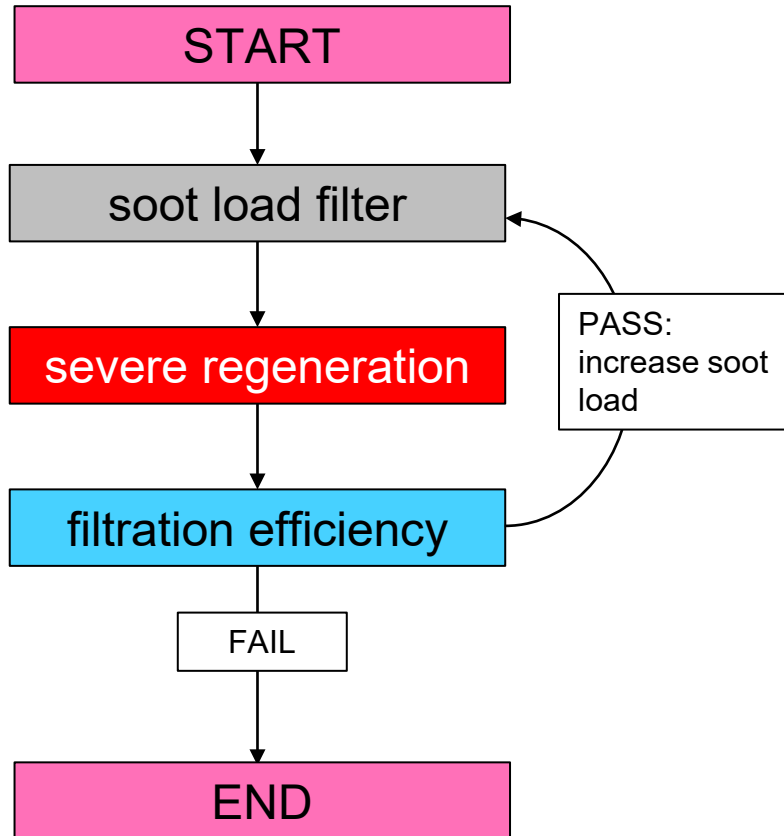 START
soot load filter
PASS:
increase soot
load
severe regeneration
filtration efficiency
FAIL
END